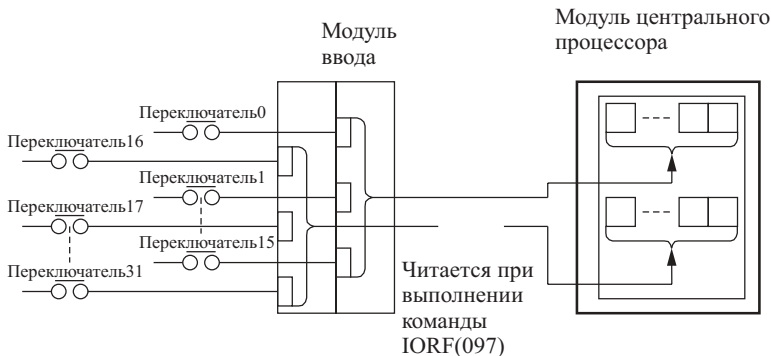 Модуль центрального
процессора
Модуль
ввода
Переключатель0
Переключатель16
Переключатель1
Переключатель17
Переключатель15
Переключатель31
Читается при
выполнении
команды
IORF(097)